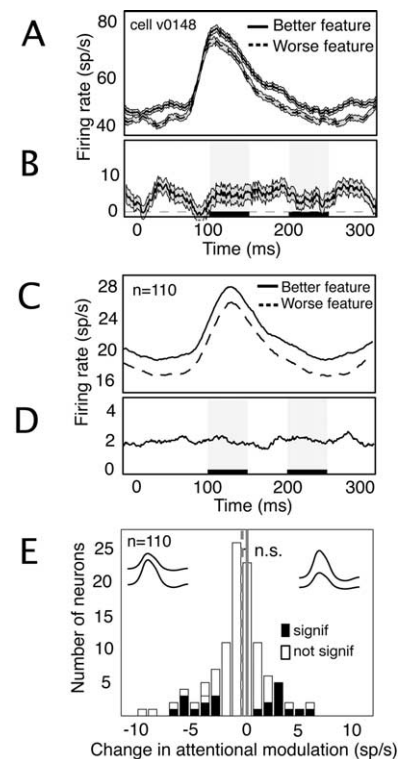 A
cell v0148
Better feature
Worse feature
Firing rate (sp/s)
80
60
40
B
10
0
0 100 200 300
Time (ms)
C
n=110
Better feature
Worse feature
Firing rate (sp/s)
28
24
20
16
D
4
2
0
0 100 200 300
Time (ms)
E
n=110
n.s.
signif
not signif
Number of neurons
25
20
15
10
5
-10 -5 0 5 10
Change in attentional modulation (sp/s)